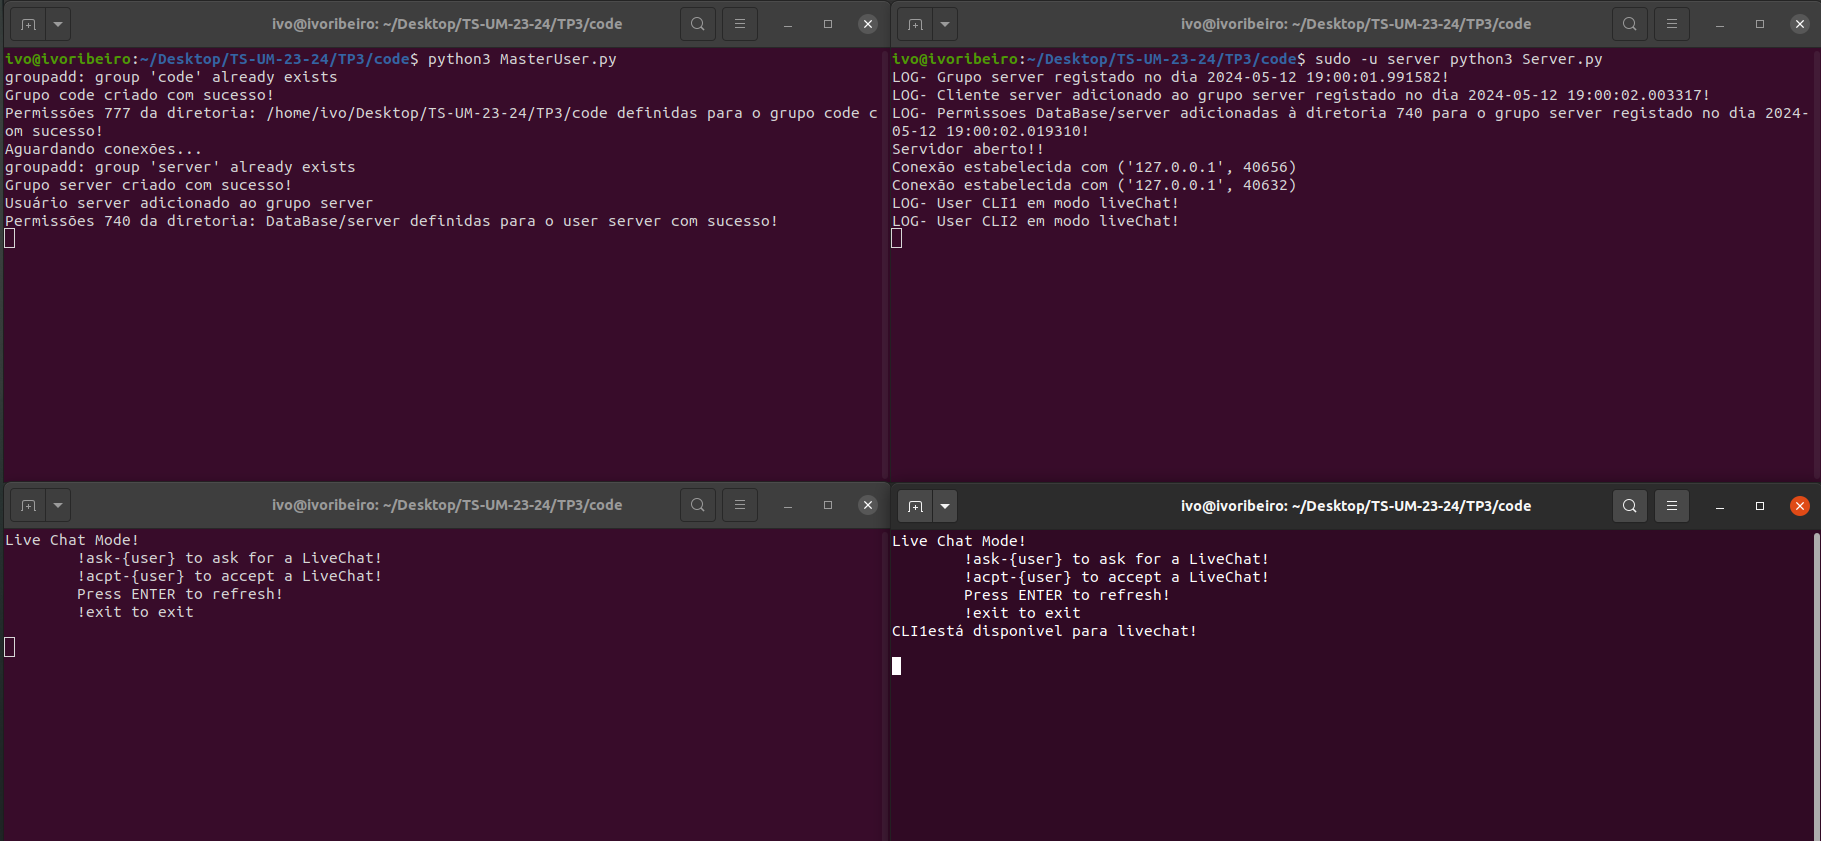 ivo@ivoribeiro: ~/Desktop/TS-UM-23-24/TP3/code
ivo@ivoribeiro:~/Desktop/TS-UM-23-24/TP3/code$ python3 MasterUser.py
groupadd: group 'code' already exists
Grupo code criado com sucesso!
Permissões 777 da diretoria: /home/ivo/Desktop/TS-UM-23-24/TP3/code definidas para o grupo code c
om sucesso!
Aguardando conexões...
groupadd: group 'server' already exists
Grupo server criado com sucesso!
Usuário server adicionado ao grupo server
Permissões 740 da diretoria: DataBase/server definidas para o user server com sucesso!
ivo@ivoribeiro: ~/Desktop/TS-UM-23-24/TP3/code
ivo@ivoribeiro:~/Desktop/TS-UM-23-24/TP3/code$ sudo -u server python3 Server.py
LOG- Grupo server registado no dia 2024-05-12 19:00:01.991582!
LOG- Cliente server adicionado ao grupo server registado no dia 2024-05-12 19:00:02.003317!
LOG- Permissoes DataBase/server adicionadas à diretoria 740 para o grupo server registado no dia 2024-
05-12 19:00:02.019310!
Servidor aberto!!
Conexão estabelecida com ('127.0.0.1', 40656)
Conexão estabelecida com ('127.0.0.1', 40632)
LOG- User CLI1 em modo liveChat!
LOG- User CLI2 em modo liveChat!
ivo@ivoribeiro: ~/Desktop/TS-UM-23-24/TP3/code
Live Chat Mode!
!ask-{user} to ask for a LiveChat!
!acpt-{user} to accept a LiveChat!
Press ENTER to refresh!
!exit to exit
ivo@ivoribeiro: ~/Desktop/TS-UM-23-24/TP3/code
Live Chat Mode!
!ask-{user} to ask for a LiveChat!
!acpt-{user} to accept a LiveChat!
Press ENTER to refresh!
!exit to exit
CLI1está disponivel para livechat!